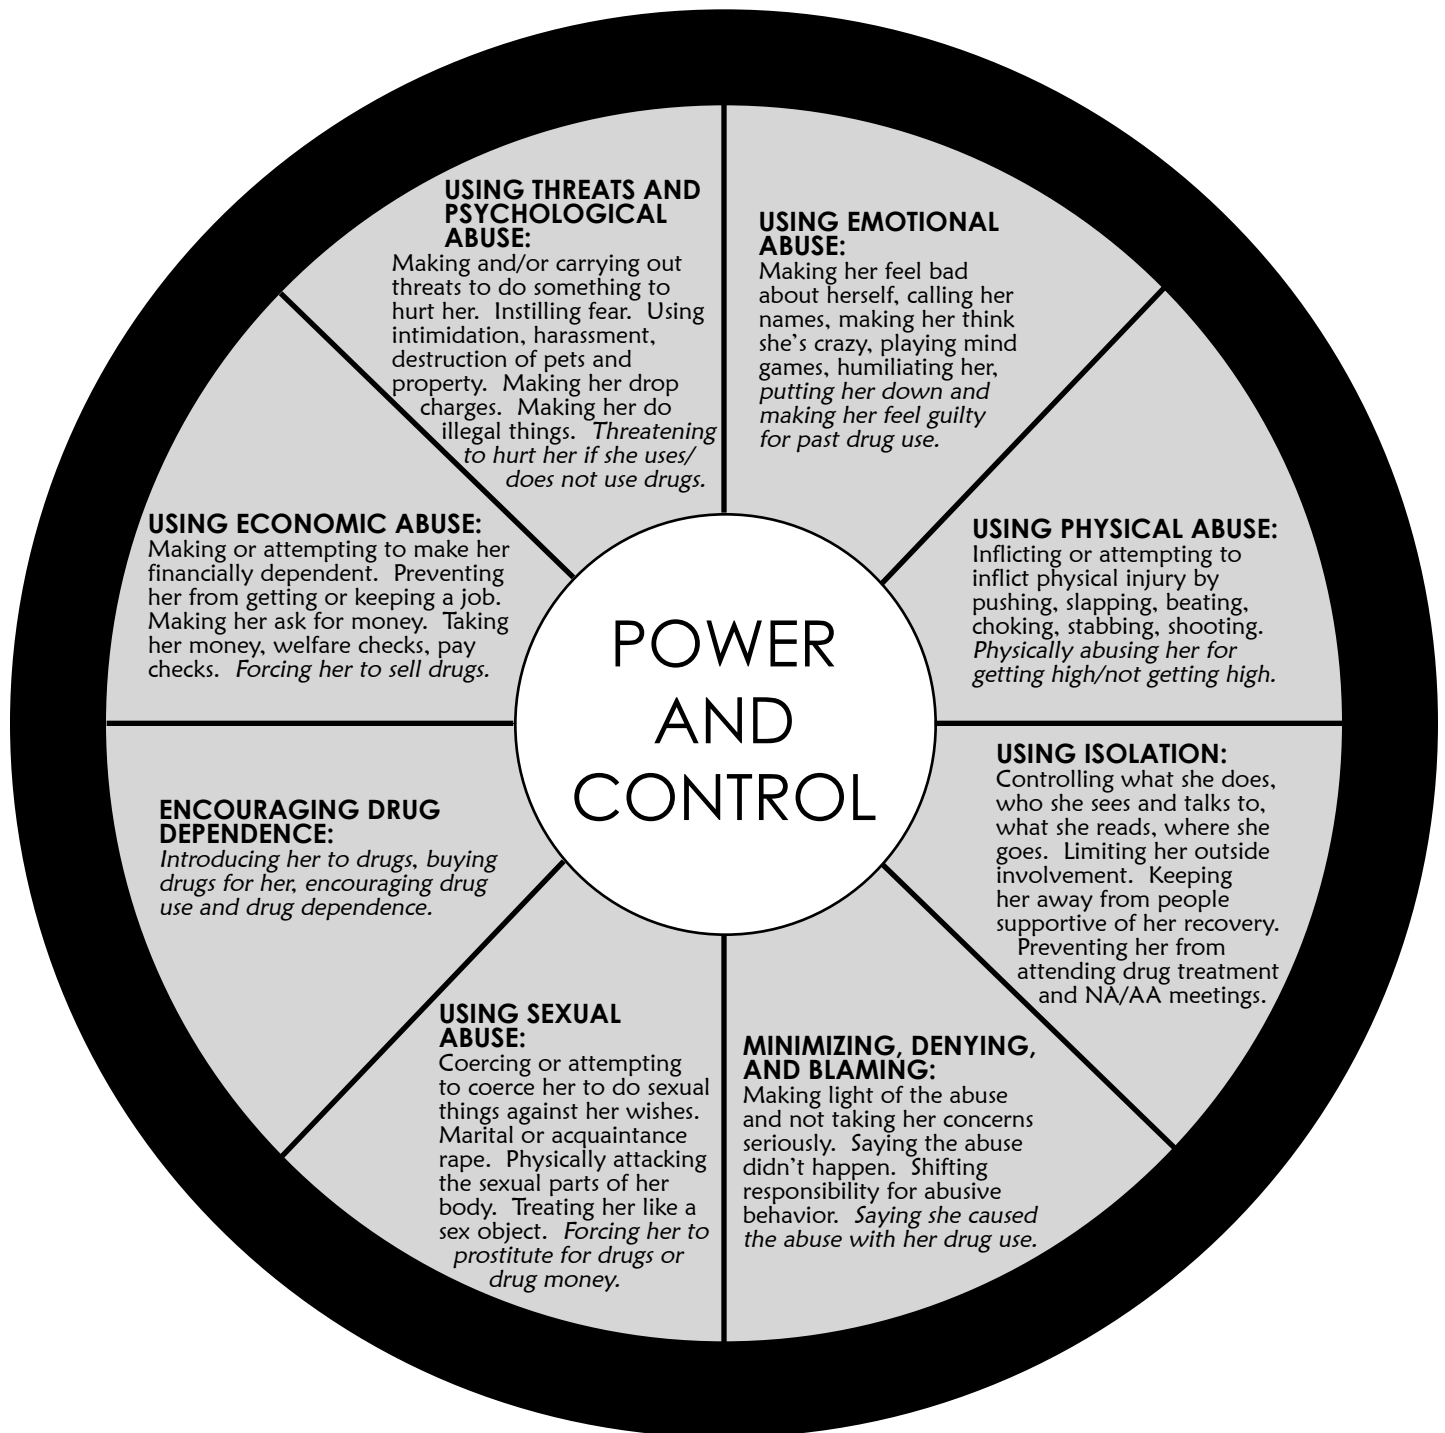 USING THREATS AND
PSYCHOLOGICAL
ABUSE:
Making and/or carrying out
threats to do something to
hurt her.  Instilling fear.  Using
intimidation, harassment,
destruction of pets and
property.  Making her drop
charges.  Making her do
illegal things.  Threatening
to hurt her if she uses/
does not use drugs.
USING EMOTIONAL
ABUSE:
Making her feel bad
about herself, calling her
names, making her think
she's crazy, playing mind
games, humiliating her,
putting her down and
making her feel guilty
for past drug use.
USING PHYSICAL ABUSE:
Inflicting or attempting to
inflict physical injury by
pushing, slapping, beating,
choking, stabbing, shooting.
Physically abusing her for
getting high/not getting high.
USING ISOLATION:
Controlling what she does,
who she sees and talks to,
what she reads, where she
goes.  Limiting her outside
involvement.  Keeping
her away from people
supportive of her recovery.
Preventing her from
attending drug treatment
and NA/AA meetings.
MINIMIZING, DENYING,
AND BLAMING:
Making light of the abuse
and not taking her concerns
seriously.  Saying the abuse
didn't happen.  Shifting
responsibility for abusive
behavior.  Saying she caused
the abuse with her drug use.
USING SEXUAL
ABUSE:
Coercing or attempting
to coerce her to do sexual
things against her wishes.
Marital or acquaintance
rape.  Physically attacking
the sexual parts of her
body.  Treating her like a
sex object.  Forcing her to
prostitute for drugs or
drug money.
ENCOURAGING DRUG
DEPENDENCE:
Introducing her to drugs, buying
drugs for her, encouraging drug
use and drug dependence.
USING ECONOMIC ABUSE:
Making or attempting to make her
financially dependent.  Preventing
her from getting or keeping a job.
Making her ask for money.  Taking
her money, welfare checks, pay
checks.  Forcing her to sell drugs.
POWER
AND
CONTROL